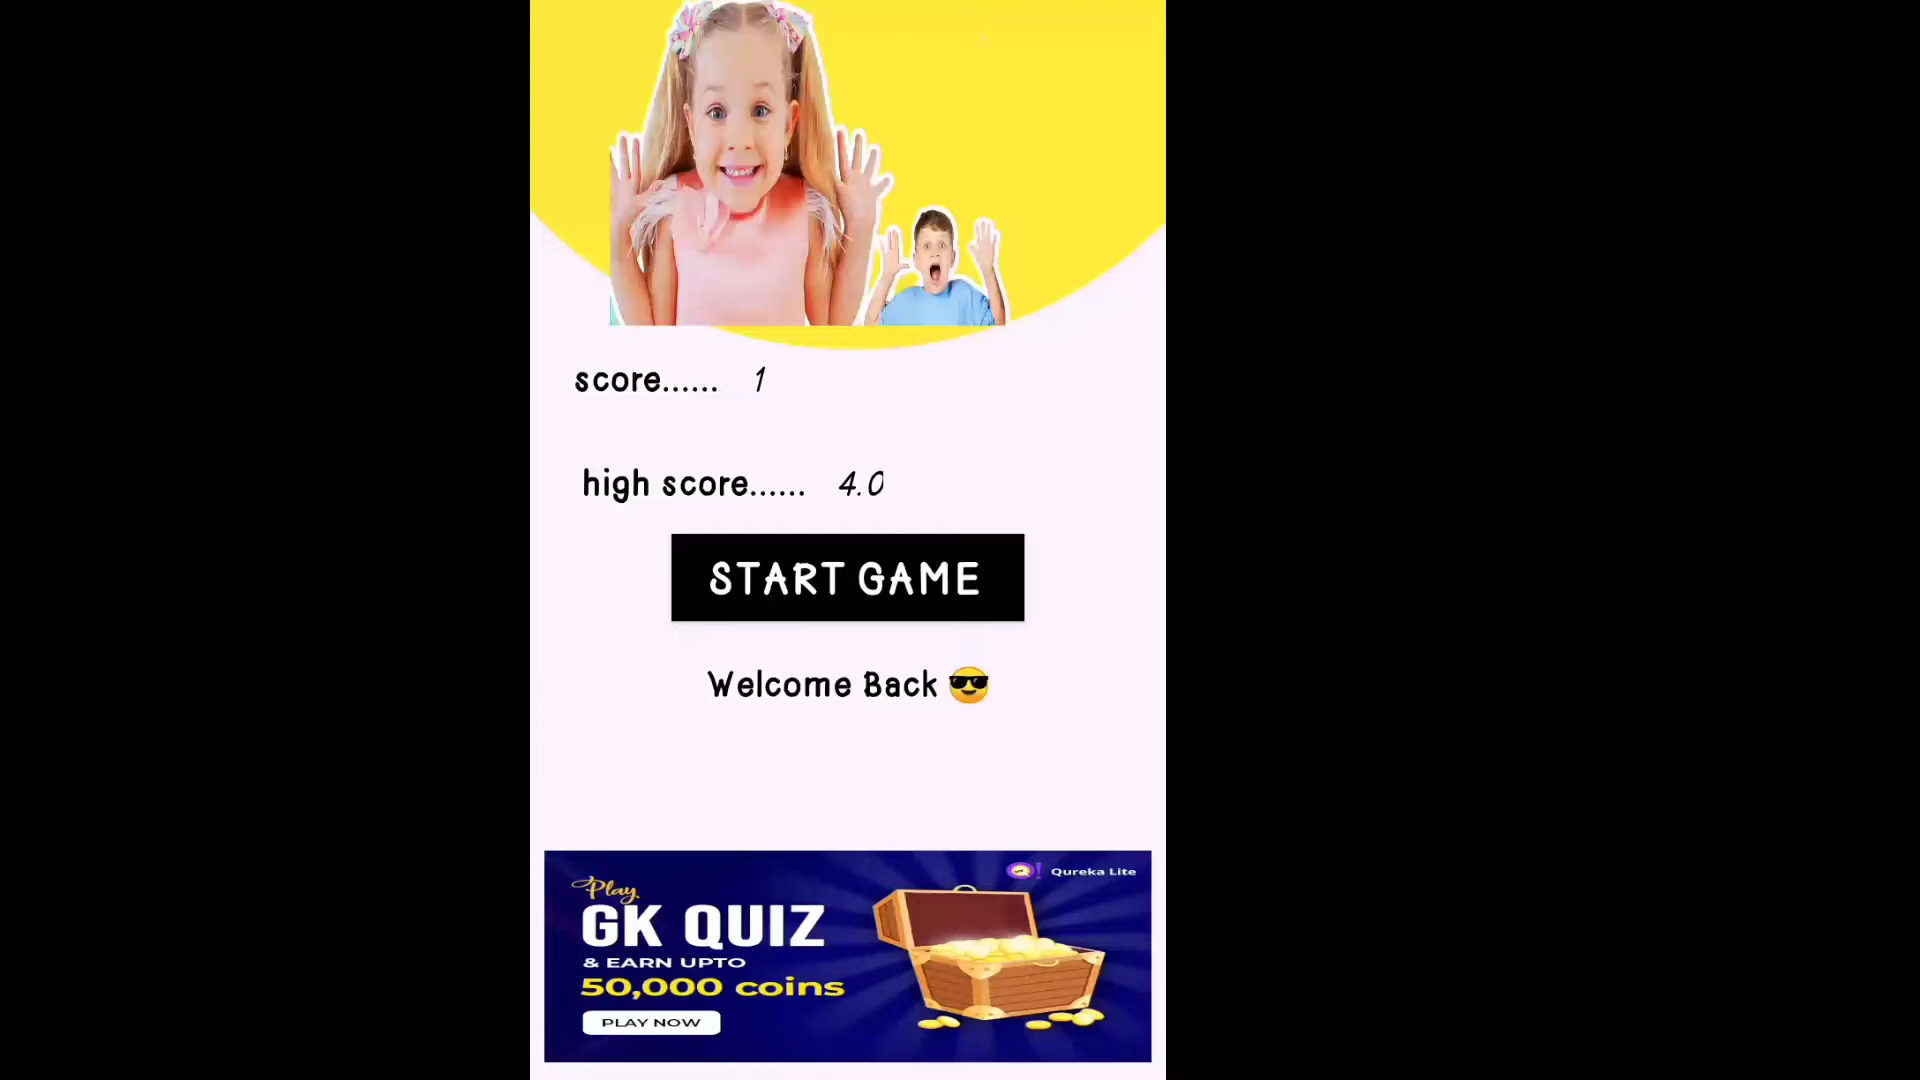 score...... 1
high score...... 4.0
START GAME
Welcome Back 😎
Qureka Lite
Play
GK QUIZ
& EARN UPTO
50,000 coins
PLAY NOW